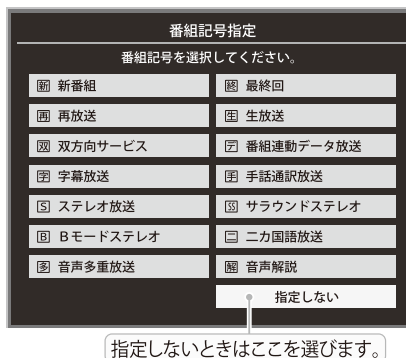 番組記号指定
番組記号を選択してください。
新 新番組
終 最終回
再 再放送
生 生放送
双 双方向サービス
デ 番組連動データ放送
字 字幕放送
手 手話通訳放送
S ステレオ放送
SS サラウンドステレオ
B Bモードステレオ
二 二カ国語放送
多 音声多重放送
解 音声解説
指定しない
指定しないときはここを選びます。